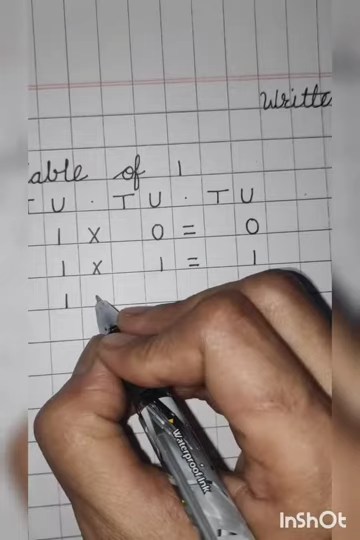 Writte
able of 1
T U . T U . T U
1 x 0 = 0
1 x 1 = 1
1
waterproof ink
InShOt